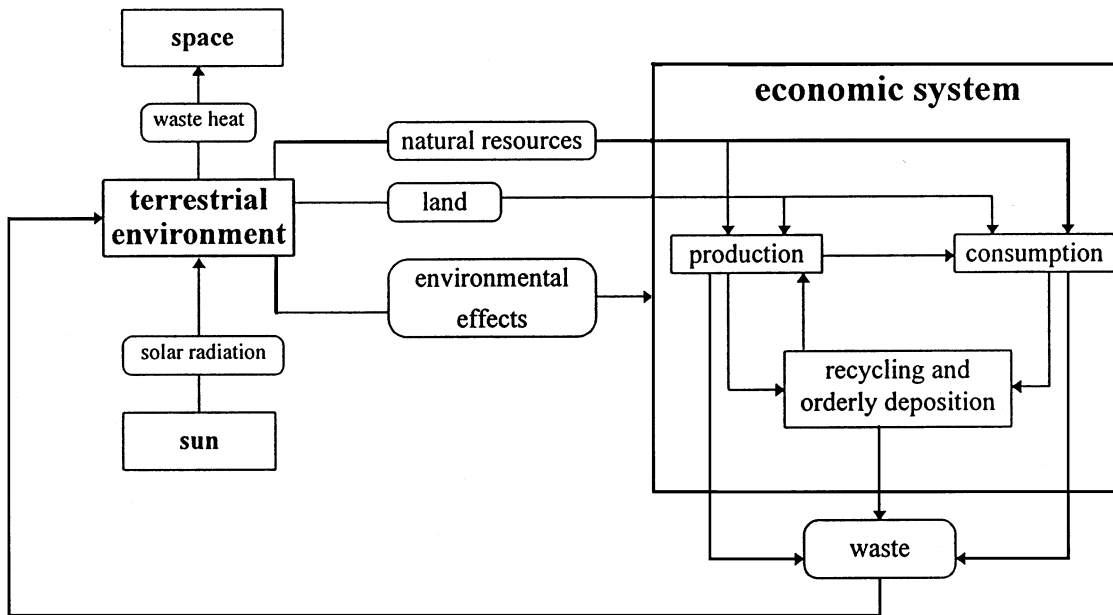 space
economic system
waste heat
natural resources
terrestrial
environment
land
production
consumption
environmental
effects
solar radiation
recycling and
orderly deposition
sun
waste